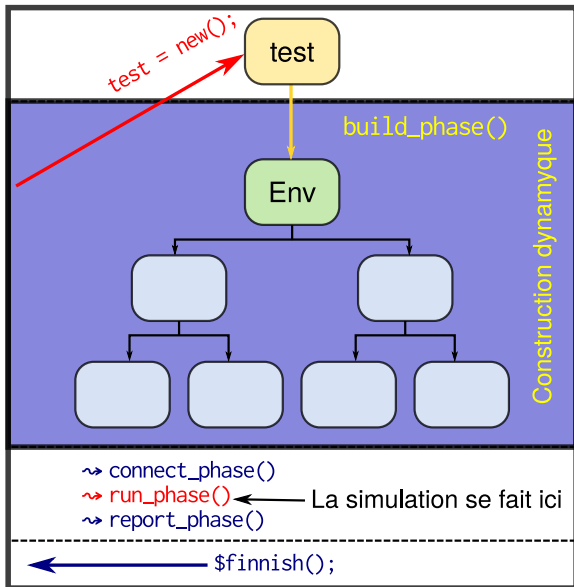 test = new();
test
build_phase()
Env
Construction dynamyque
⤳ connect_phase()
⤳ run_phase()
La simulation se fait ici
⤳ report_phase()
$finnish();